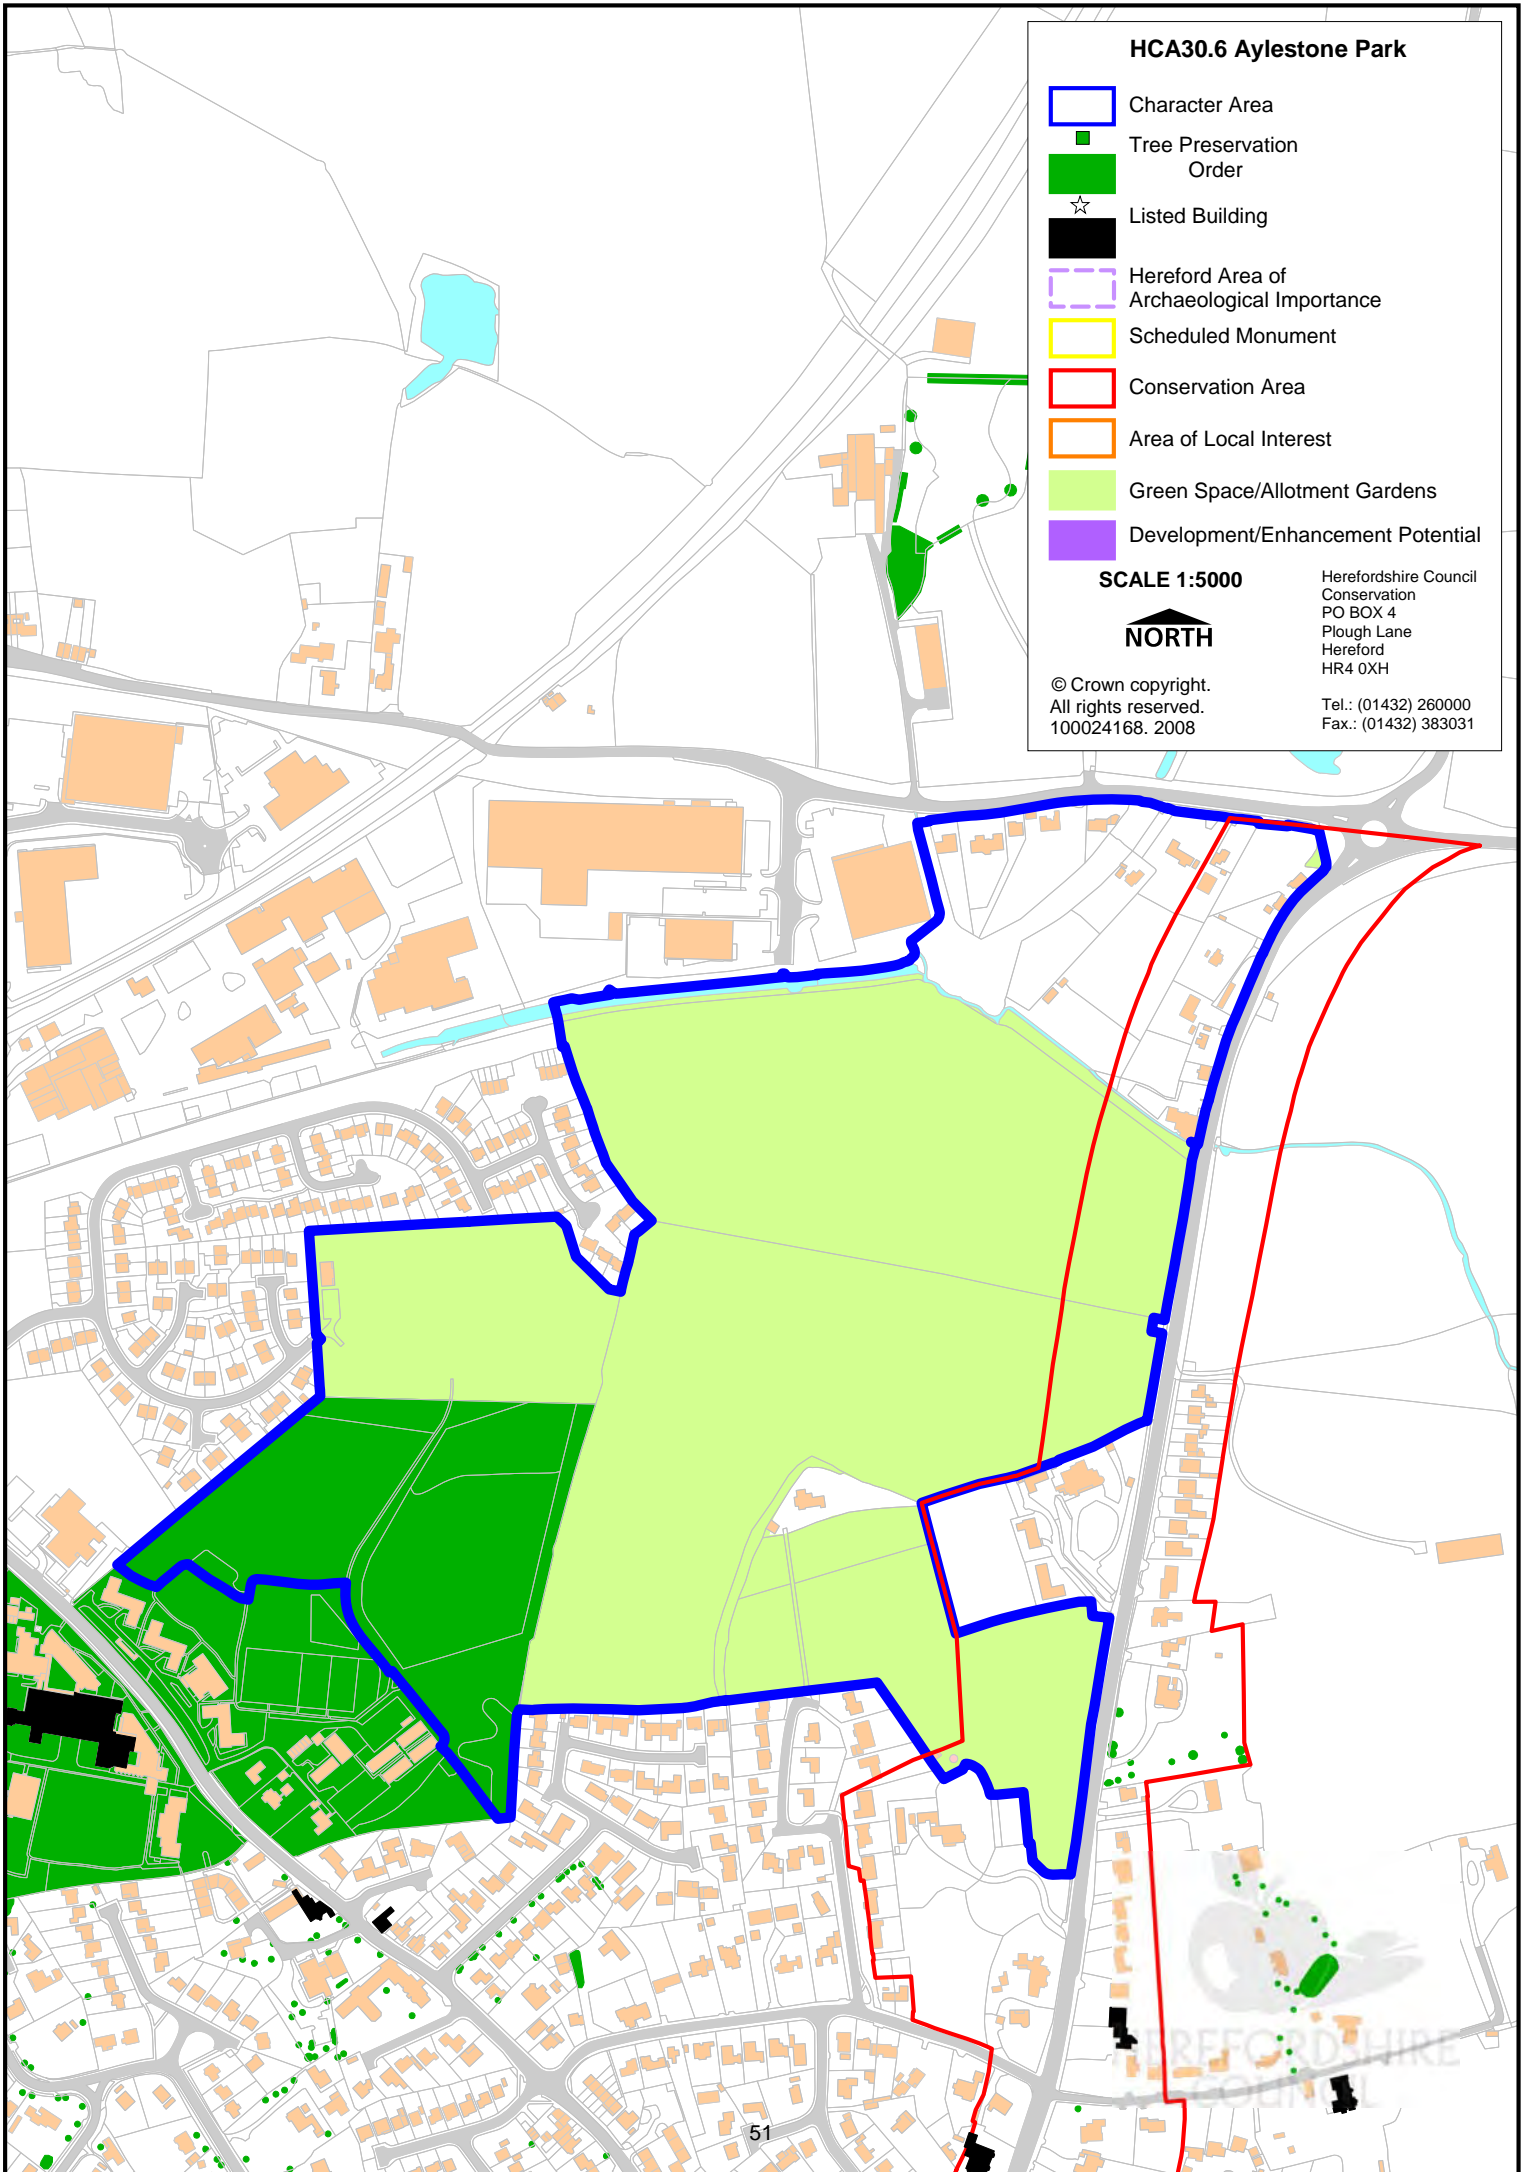 HCA30.6 Aylestone Park
Character Area
Tree Preservation
Order
Listed Building
Hereford Area of
Archaeological Importance
Scheduled Monument
Conservation Area
Area of Local Interest
Green Space/Allotment Gardens
Development/Enhancement Potential
SCALE 1:5000
NORTH
© Crown copyright.
All rights reserved.
100024168. 2008
Herefordshire Council
Conservation
PO BOX 4
Plough Lane
Hereford
HR4 0XH
Tel.: (01432) 260000
Fax.: (01432) 383031
HEREFORDSHIRE
COUNCIL
51